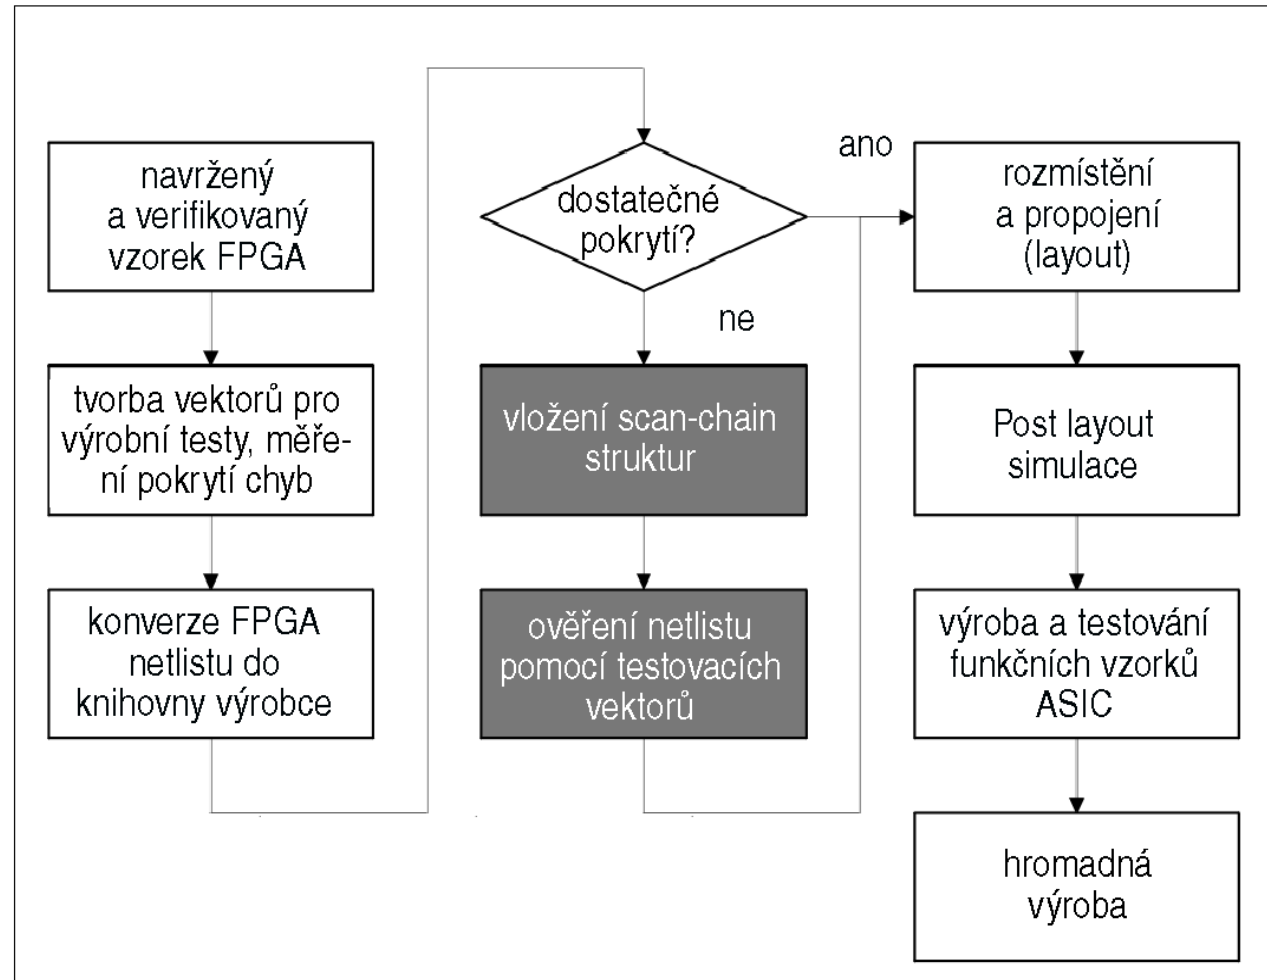 navržený
a verifikovaný
vzorek FPGA
tvorba vektorů pro
výrobní testy, měře-
ní pokrytí chyb
konverze FPGA
netlistu do
knihovny výrobce
dostatečné
pokrytí?
ano
ne
vložení scan-chain
struktur
ověření netlistu
pomocí testovacích
vektorů
rozmístění
a propojení
(layout)
Post layout
simulace
výroba a testování
funkčních vzorků
ASIC
hromadná
výroba